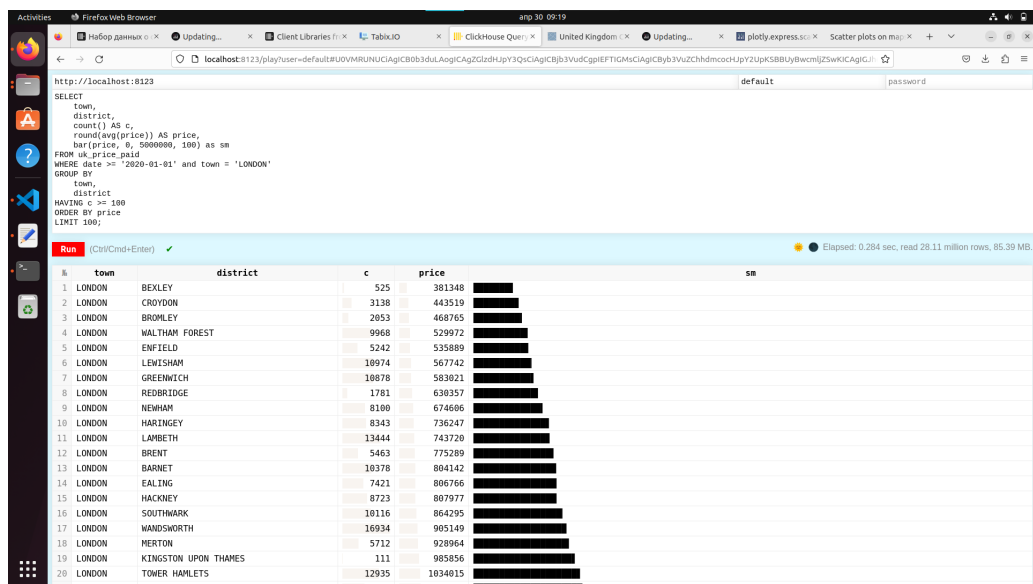 Activities Firefox Web Browser апр 30 09:19
Набор данных о Updating... Client Libraries Tabix.IO ClickHouse Query United Kingdom Updating... plotly.express.sca Scatter plots on map
http://localhost:8123 default password
SELECT
town,
district,
count() AS c,
round(avg(price)) AS price,
bar(price, 0, 5000000, 100) as sm
FROM uk_price_paid
WHERE date >= '2020-01-01' and town = 'LONDON'
GROUP BY
town,
district
HAVING c >= 100
ORDER BY price
LIMIT 100;
Run (Ctrl/Cmd+Enter) ✔ Elapsed: 0.284 sec, read 28.11 million rows, 85.39 MB.
№ town district c price sm
1 LONDON BEXLEY 525 381348
2 LONDON CROYDON 3138 443519
3 LONDON BROMLEY 2053 468765
4 LONDON WALTHAM FOREST 9968 529972
5 LONDON ENFIELD 5242 535889
6 LONDON LEWISHAM 10974 567742
7 LONDON GREENWICH 10878 583021
8 LONDON REDBRIDGE 1781 630357
9 LONDON NEWHAM 8100 674606
10 LONDON HARINGEY 8343 736247
11 LONDON LAMBETH 13444 743720
12 LONDON BRENT 5463 775289
13 LONDON BARNET 10378 804142
14 LONDON EALING 7421 806766
15 LONDON HACKNEY 8723 807977
16 LONDON SOUTHWARK 10116 864295
17 LONDON WANDSWORTH 16934 905149
18 LONDON MERTON 5712 928964
19 LONDON KINGSTON UPON THAMES 111 985856
20 LONDON TOWER HAMLETS 12935 1034015